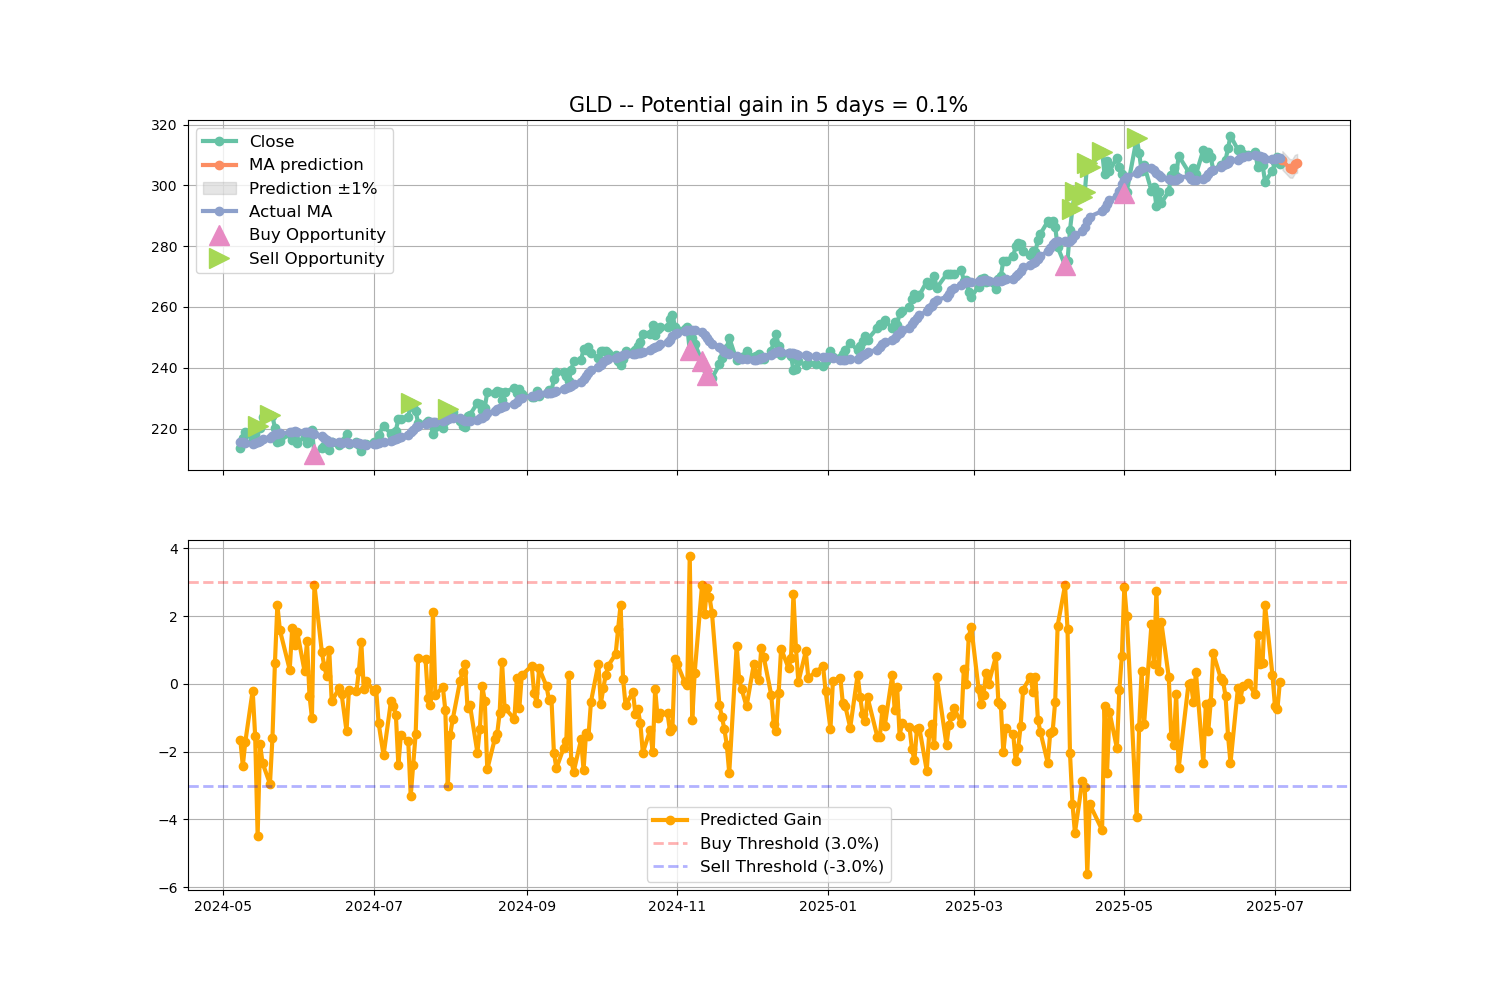 GLD -- Potential gain in 5 days = 0.1%
320
300
280
260
240
220
Close
MA prediction
Prediction ±1%
Actual MA
Buy Opportunity
Sell Opportunity
4
2
0
−2
−4
−6
Predicted Gain
Buy Threshold (3.0%)
Sell Threshold (-3.0%)
2024-05
2024-07
2024-09
2024-11
2025-01
2025-03
2025-05
2025-07